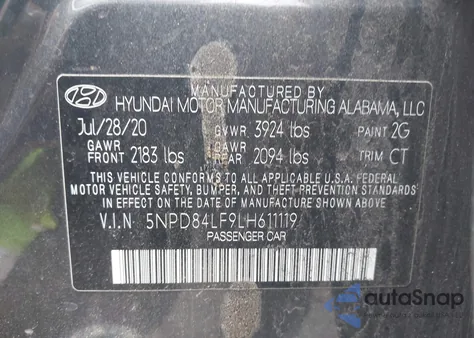 MANUFACTURED BY
HYUNDAI MOTOR MANUFACTURING ALABAMA, LLC
Jul/28/20 GVWR 3924 lbs PAINT 2G
GAWR FRONT 2183 lbs GAWR REAR 2094 lbs TRIM CT
THIS VEHICLE CONFORMS TO ALL APPLICABLE U.S.A. FEDERAL
MOTOR VEHICLE SAFETY, BUMPER, AND THEFT PREVENTION STANDARDS
IN EFFECT ON THE DATE OF MANUFACTURE SHOWN ABOVE.
V.I.N 5NPD84LF9LH611119
PASSENGER CAR
autoSnap